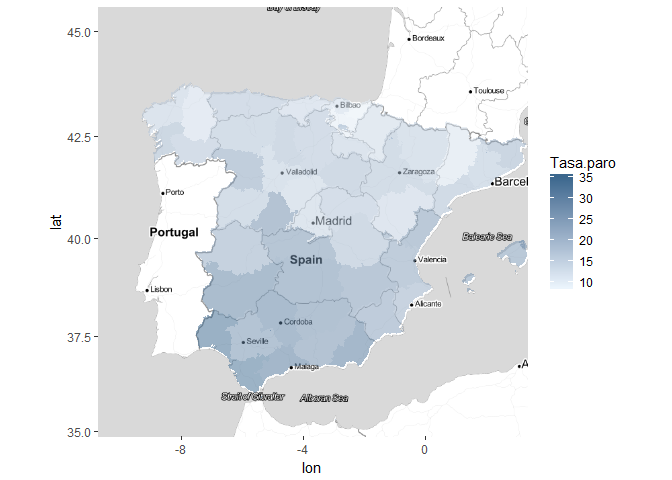 Bay of Biscay
45.0
Bordeaux
Toulouse
Bilbao
42.5
Valladolid
Zaragoza
Barcel
Porto
Madrid
Portugal
lat
40.0
Balearic Sea
Spain
Valencia
Lisbon
Alicante
Cordoba
37.5
Seville
Malaga
A
Strait of Gibraltar
Alboran Sea
35.0
-8
-4
0
lon
Tasa.paro
35
30
25
20
15
10